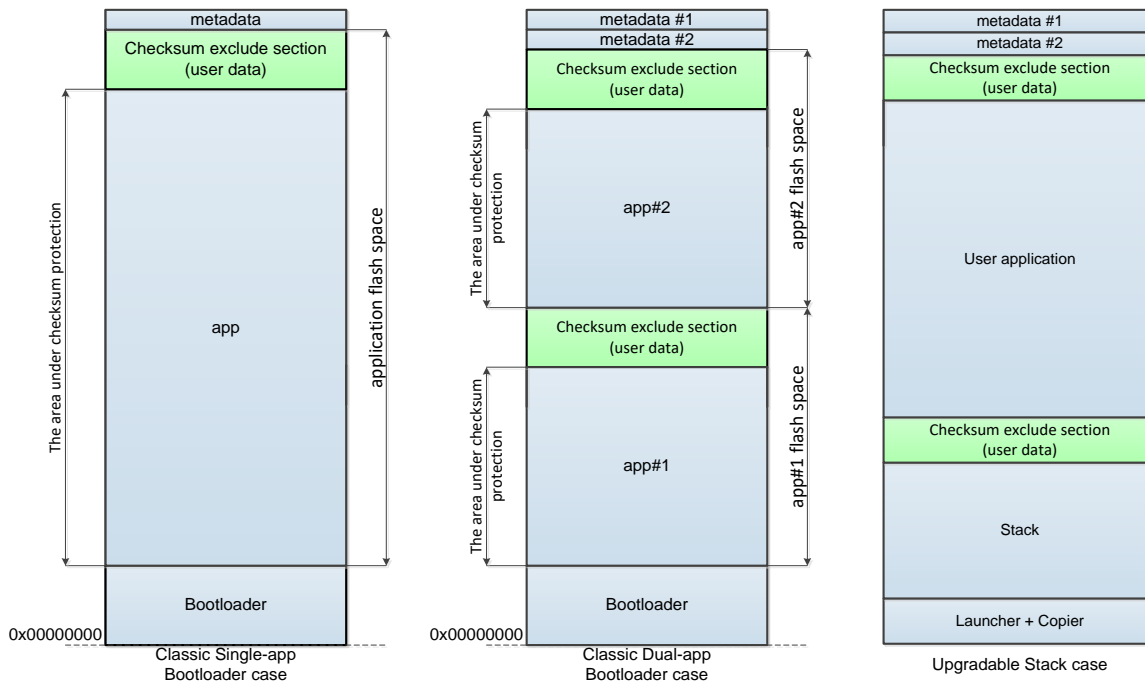 metadata
Checksum exclude section
(user data)
The area under checksum protection
app
application flash space
Bootloader
0x00000000
Classic Single-app
Bootloader case
metadata #1
metadata #2
Checksum exclude section
(user data)
The area under checksum
protection
app#2
app#2 flash space
Checksum exclude section
(user data)
The area under checksum
protection
app#1
app#1 flash space
Bootloader
0x00000000
Classic Dual-app
Bootloader case
metadata #1
metadata #2
Checksum exclude section
(user data)
User application
Checksum exclude section
(user data)
Stack
Launcher + Copier
Upgradable Stack case